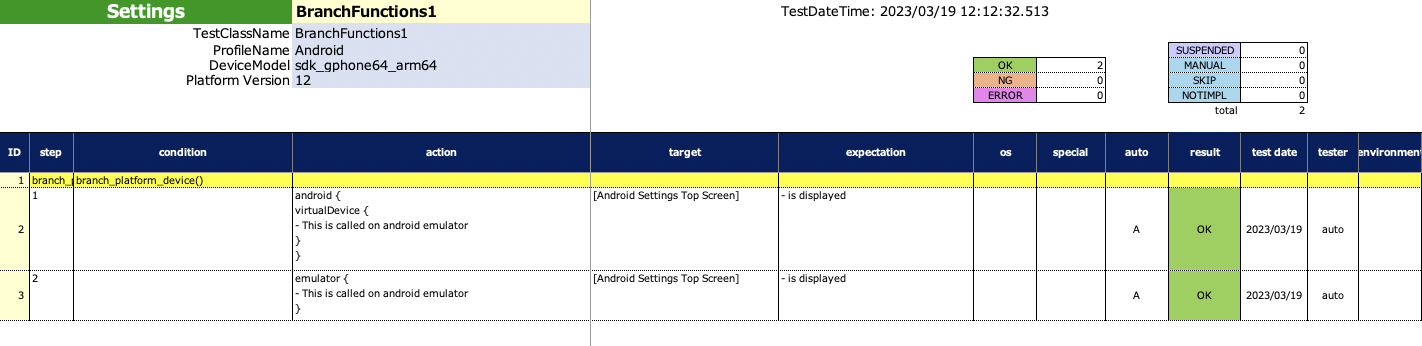 Settings BranchFunctions1 TestDateTime: 2023/03/19 12:12:32.513
TestClassName BranchFunctions1
ProfileName Android SUSPENDED 0
DeviceModel sdk_gphone64_arm64 OK 2 MANUAL 0
Platform Version 12 NG 0 SKIP 0
ERROR 0 NOTIMPL 0
total 2
ID step condition action target expectation os special auto result test date tester environment
1 branch_ branch_platform_device()
1 android { [Android Settings Top Screen] - is displayed
virtualDevice {
2 - This is called on android emulator A OK 2023/03/19 auto
}
}
2 emulator { [Android Settings Top Screen] - is displayed
3 - This is called on android emulator A OK 2023/03/19 auto
}